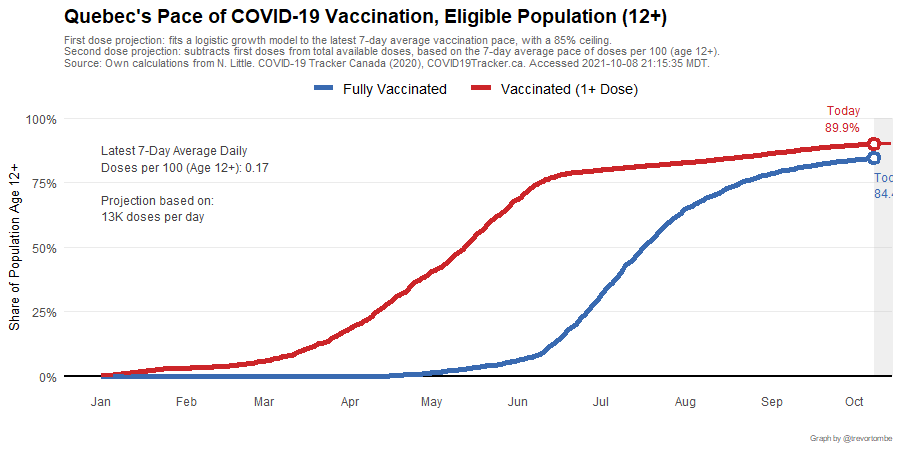 Quebec's Pace of COVID-19 Vaccination, Eligible Population (12+)
First dose projection: fits a logistic growth model to the latest 7-day average vaccination pace, with a 85% ceiling.
Second dose projection: subtracts first doses from total available doses, based on the 7-day average pace of doses per 100 (age 12+).
Source: Own calculations from N. Little. COVID-19 Tracker Canada (2020), COVID19Tracker.ca. Accessed 2021-10-08 21:15:35 MDT.
Fully Vaccinated
Vaccinated (1+ Dose)
Today
89.9%
100%
Latest 7-Day Average Daily
Doses per 100 (Age 12+): 0.17
Tod
84.4
75%
Projection based on:
13K doses per day
50%
25%
0%
Share of Population Age 12+
Jan Feb Mar Apr May Jun Jul Aug Sep Oct
Graph by @trevortombe